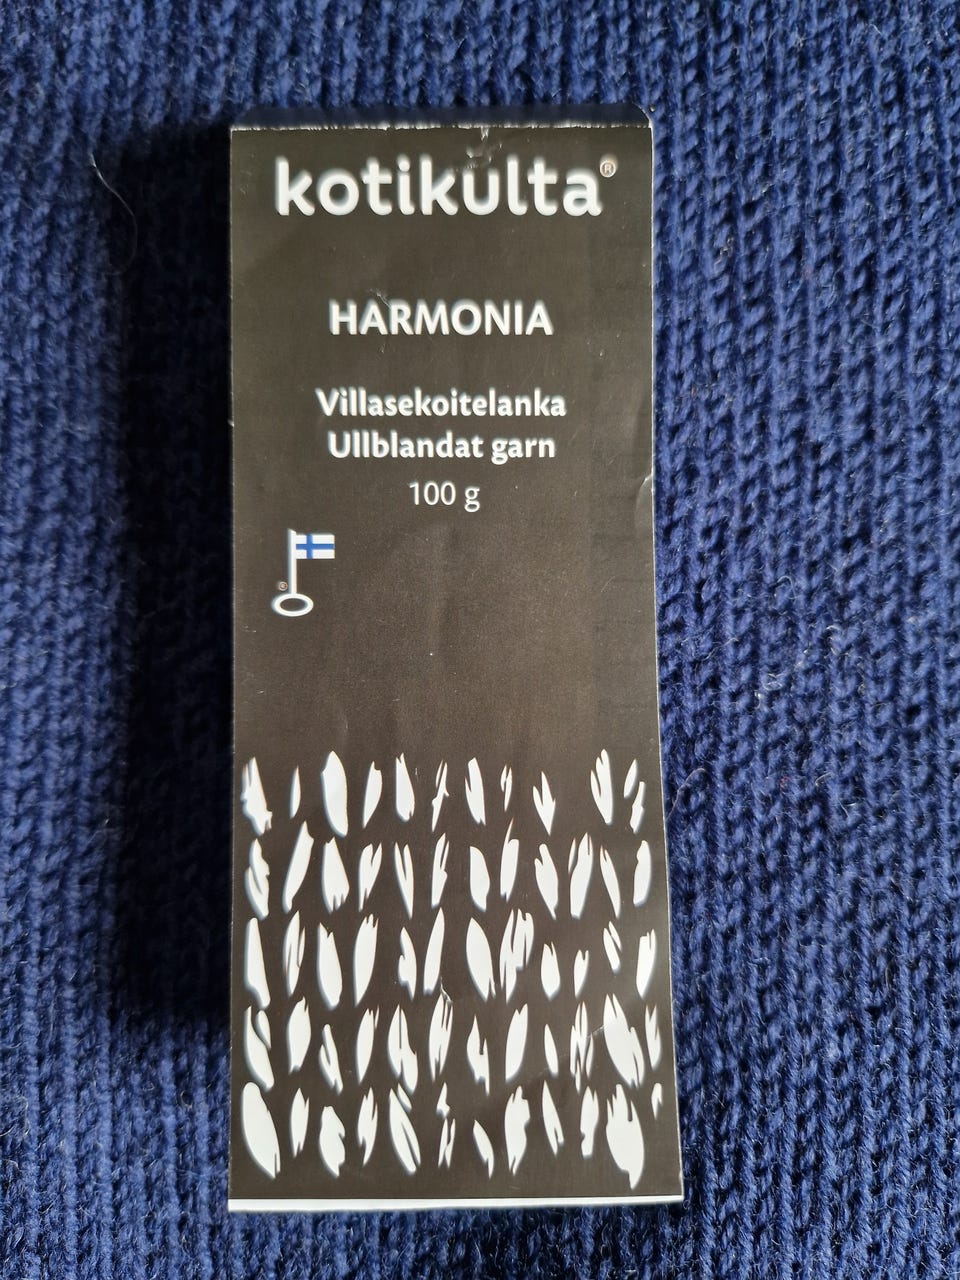 kotikulta®
HARMONIA
Villasekoitelanka
Ullblandat garn
100 g
®